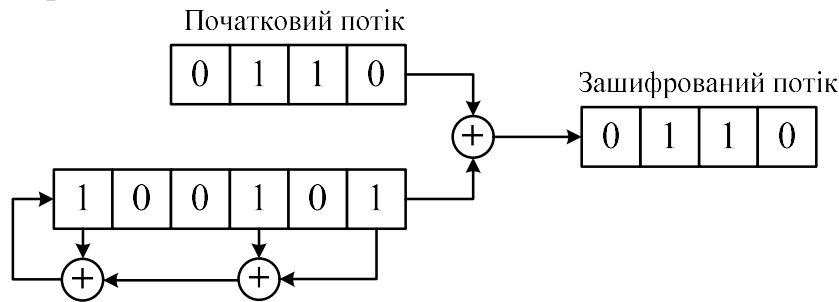 Початковий потік
0 1 1 0
Зашифрований потік
+ 0 1 1 0
1 0 0 1 0 1
+ +